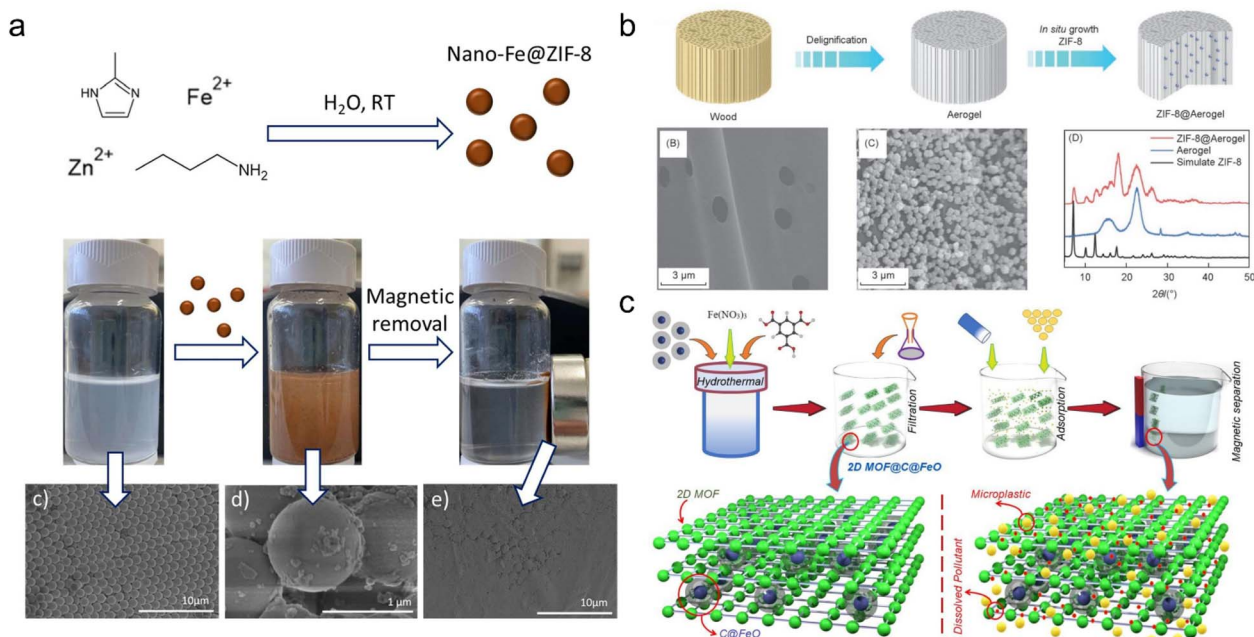 a
HN
N
Fe2+
Zn2+
NH2
H2O, RT
Nano-Fe@ZIF-8
Magnetic
removal
c)
10µm
d)
1 µm
e)
10µm
b
Wood
Delignification
Aerogel
In situ growth
ZIF-8
ZIF-8@Aerogel
(B)
3 µm
(C)
3 µm
(D)
ZIF-8@Aerogel
Aerogel
Simulate ZIF-8
10
20
30
40
50
2θ/(°)
c
Fe(NO3)3
Hydrothermal
Filtration
Adsorption
Magnetic separation
2D MOF@C@FeO
2D MOF
C@FeO
Microplastic
Dissolved Pollutant